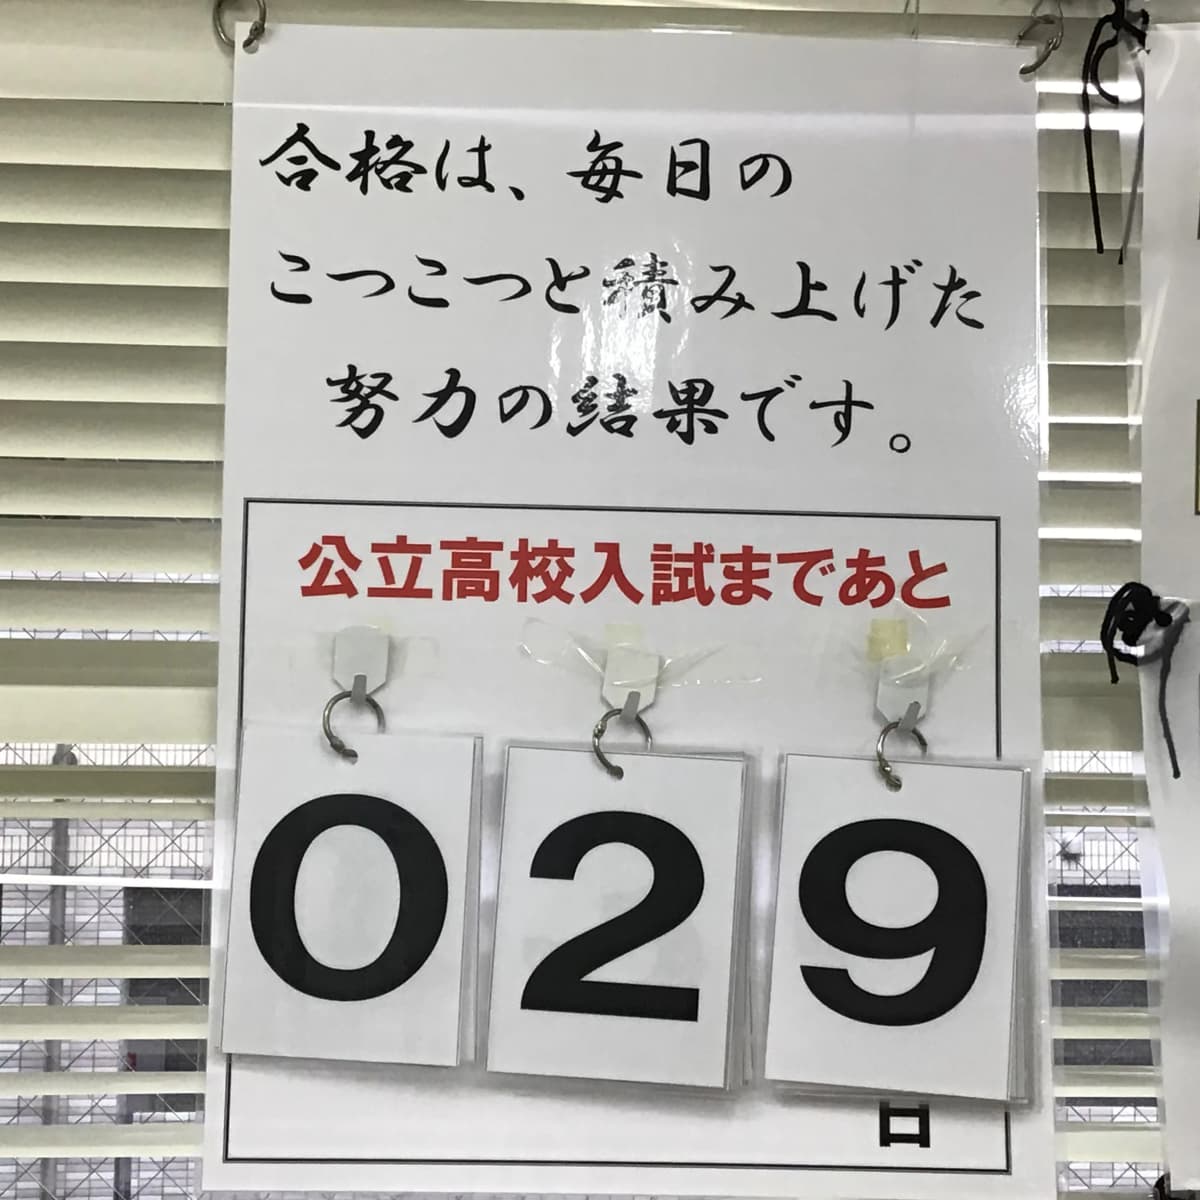 合格は、毎日の
こつこつと積み上げた
努力の結果です。
公立高校入試まであと
029
日